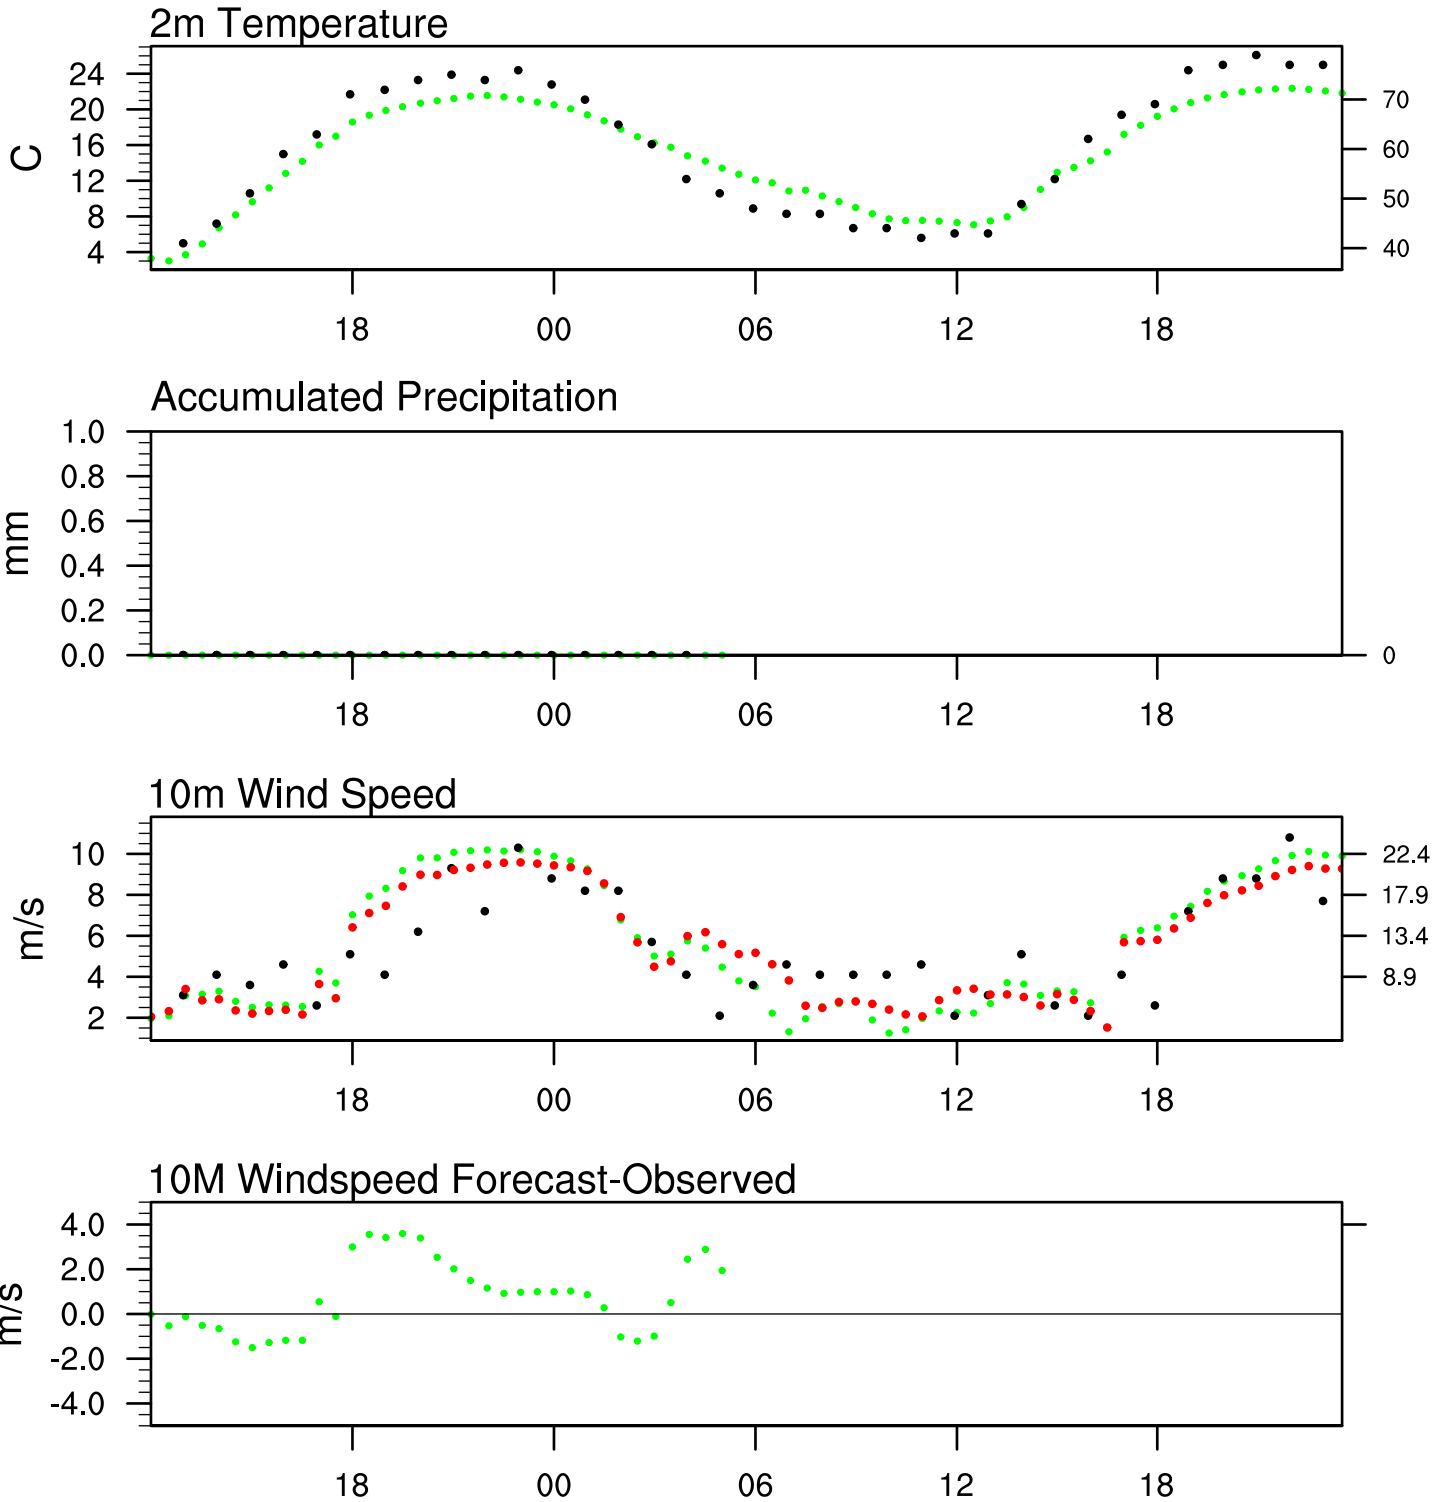 2m Temperature
C
24
20
16
12
8
4
70
60
50
40
18 00 06 12 18
Accumulated Precipitation
mm
1.0
0.8
0.6
0.4
0.2
0.0
0
18 00 06 12 18
10m Wind Speed
m/s
10
8
6
4
2
22.4
17.9
13.4
8.9
18 00 06 12 18
10M Windspeed Forecast-Observed
m/s
4.0
2.0
0.0
-2.0
-4.0
18 00 06 12 18